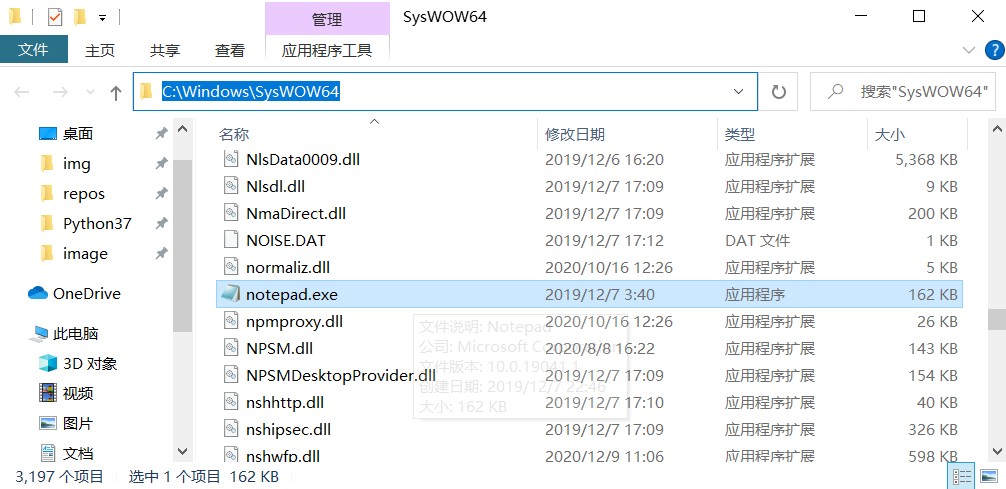 管理 SysWOW64
文件 主页 共享 查看 应用程序工具
C:\Windows\SysWOW64 搜索"SysWOW64"
桌面
img
repos
Python37
image
OneDrive
此电脑
3D 对象
视频
图片
文档
名称 修改日期 类型 大小
NlsData0009.dll 2019/12/6 16:20 应用程序扩展 5,368 KB
Nlsdl.dll 2019/12/7 17:09 应用程序扩展 9 KB
NmaDirect.dll 2019/12/7 17:09 应用程序扩展 200 KB
NOISE.DAT 2019/12/7 17:12 DAT 文件 1 KB
normaliz.dll 2020/10/16 12:26 应用程序扩展 5 KB
notepad.exe 2019/12/7 3:40 应用程序 162 KB
npmproxy.dll 2020/10/16 12:26 应用程序扩展 26 KB
NPSM.dll 2020/8/8 16:22 应用程序扩展 143 KB
NPSMDesktopProvider.dll 2019/12/7 17:09 应用程序扩展 154 KB
nshhttp.dll 2019/12/7 17:10 应用程序扩展 40 KB
nshipsec.dll 2019/12/7 17:09 应用程序扩展 326 KB
nshwfp.dll 2020/12/9 11:06 应用程序扩展 598 KB
文件说明: Notepad
公司: Microsoft Corporation
文件版本: 10.0.19041.1
创建日期: 2019/12/7 22:46
大小: 162 KB
3,197 个项目 选中 1 个项目 162 KB